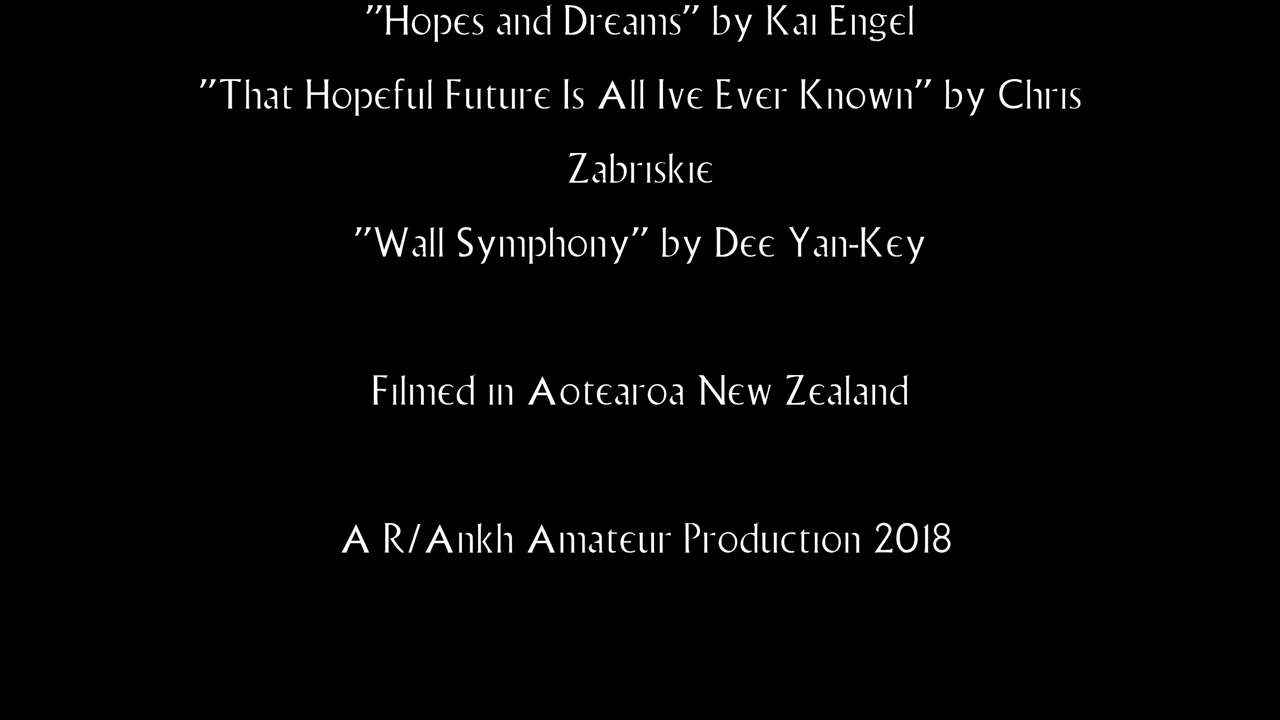 "Hopes and Dreams" by Kai Engel
"That Hopeful Future Is All Ive Ever Known" by Chris
Zabriskie
"Wall Symphony" by Dee Yan-Key
Filmed in Aotearoa New Zealand
A R/Ankh Amateur Production 2018